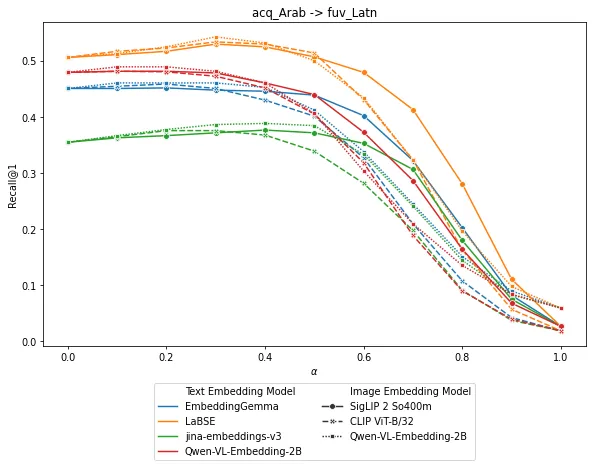 acq_Arab -> fuv_Latn
Recall@1
0.5
0.4
0.3
0.2
0.1
0.0
0.0 0.2 0.4 0.6 0.8 1.0
α
Text Embedding Model
EmbeddingGemma
LaBSE
jina-embeddings-v3
Qwen-VL-Embedding-2B
Image Embedding Model
SigLIP 2 So400m
CLIP ViT-B/32
Qwen-VL-Embedding-2B